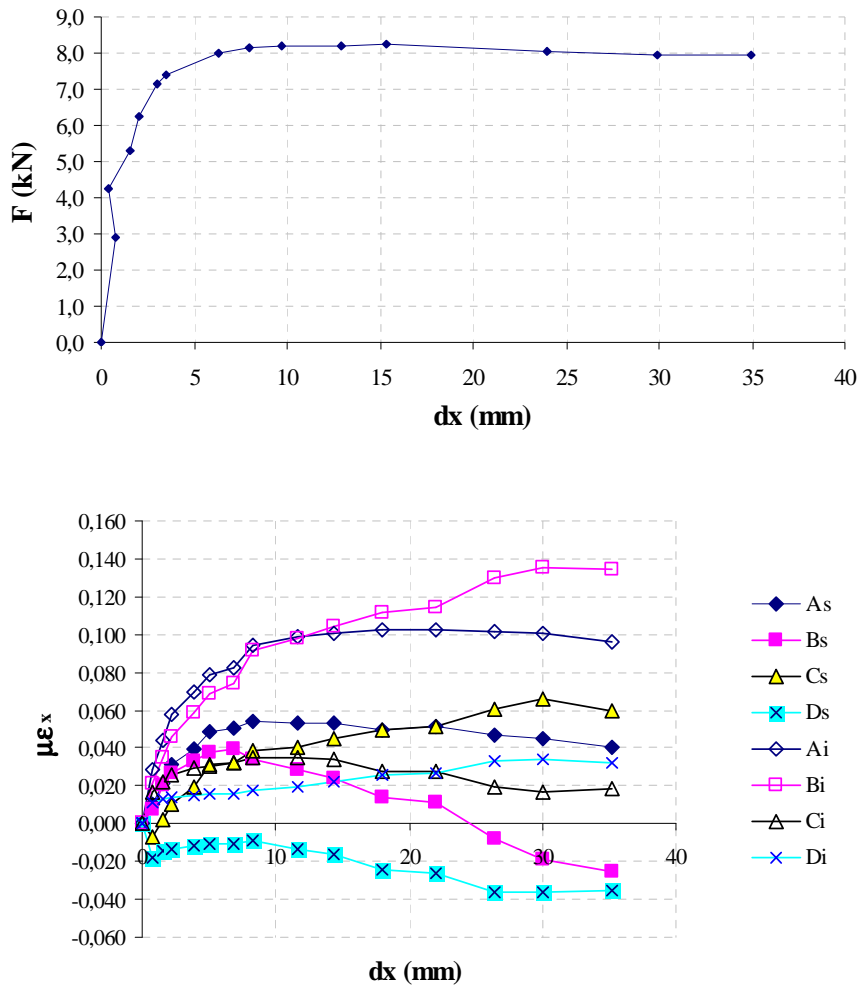 9,0
8,0
7,0
6,0
5,0
4,0
3,0
2,0
1,0
0,0
F (kN)
0 5 10 15 20 25 30 35 40
dx (mm)
0,160
0,140
0,120
0,100
0,080
0,060
0,040
0,020
0,000
-0,020
-0,040
-0,060
μεx
0 10 20 30 40
dx (mm)
As
Bs
Cs
Ds
Ai
Bi
Ci
Di